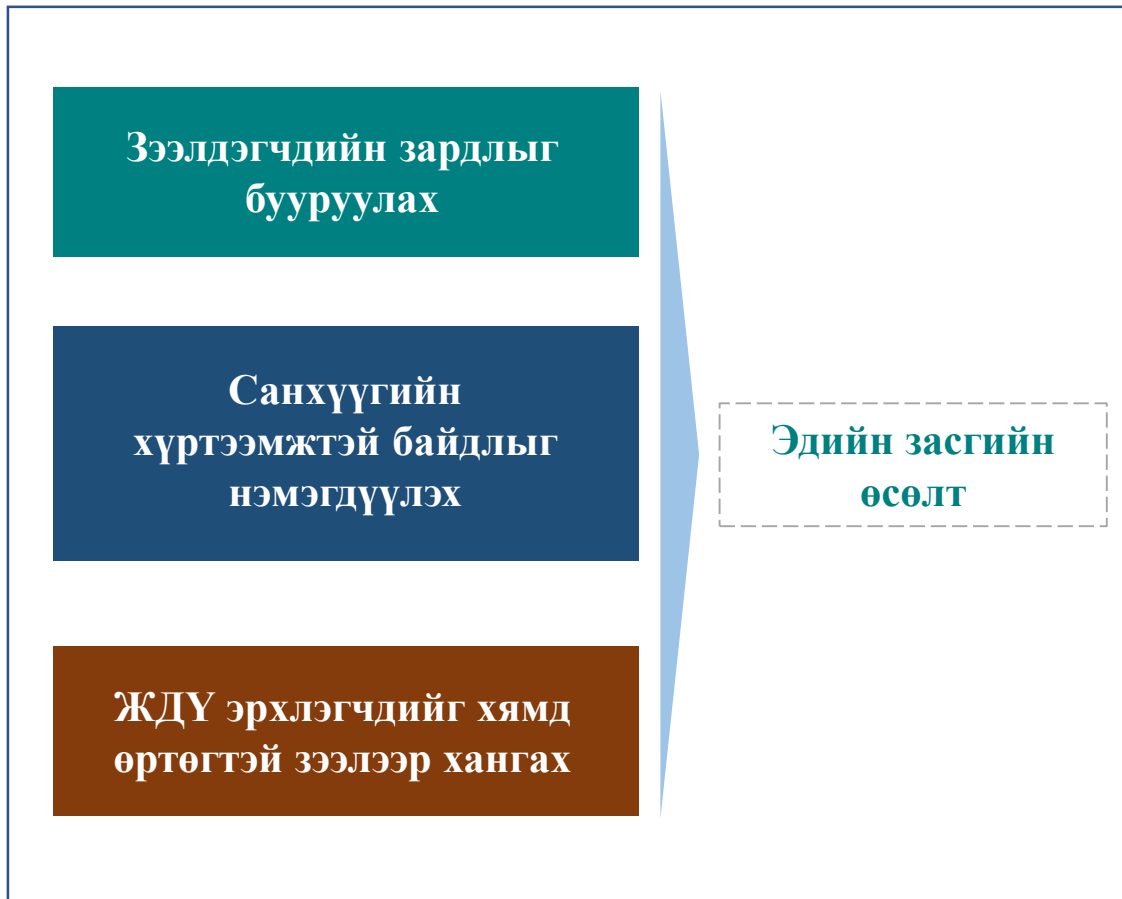 Зээлдэгчдийн зардлыг
бууруулах
Санхүүгийн
хүртээмжтэй байдлыг
нэмэгдүүлэх
Эдийн засгийн
өсөлт
ЖДҮ эрхлэгчдийг хямд
өртөгтэй зээлээр хангах